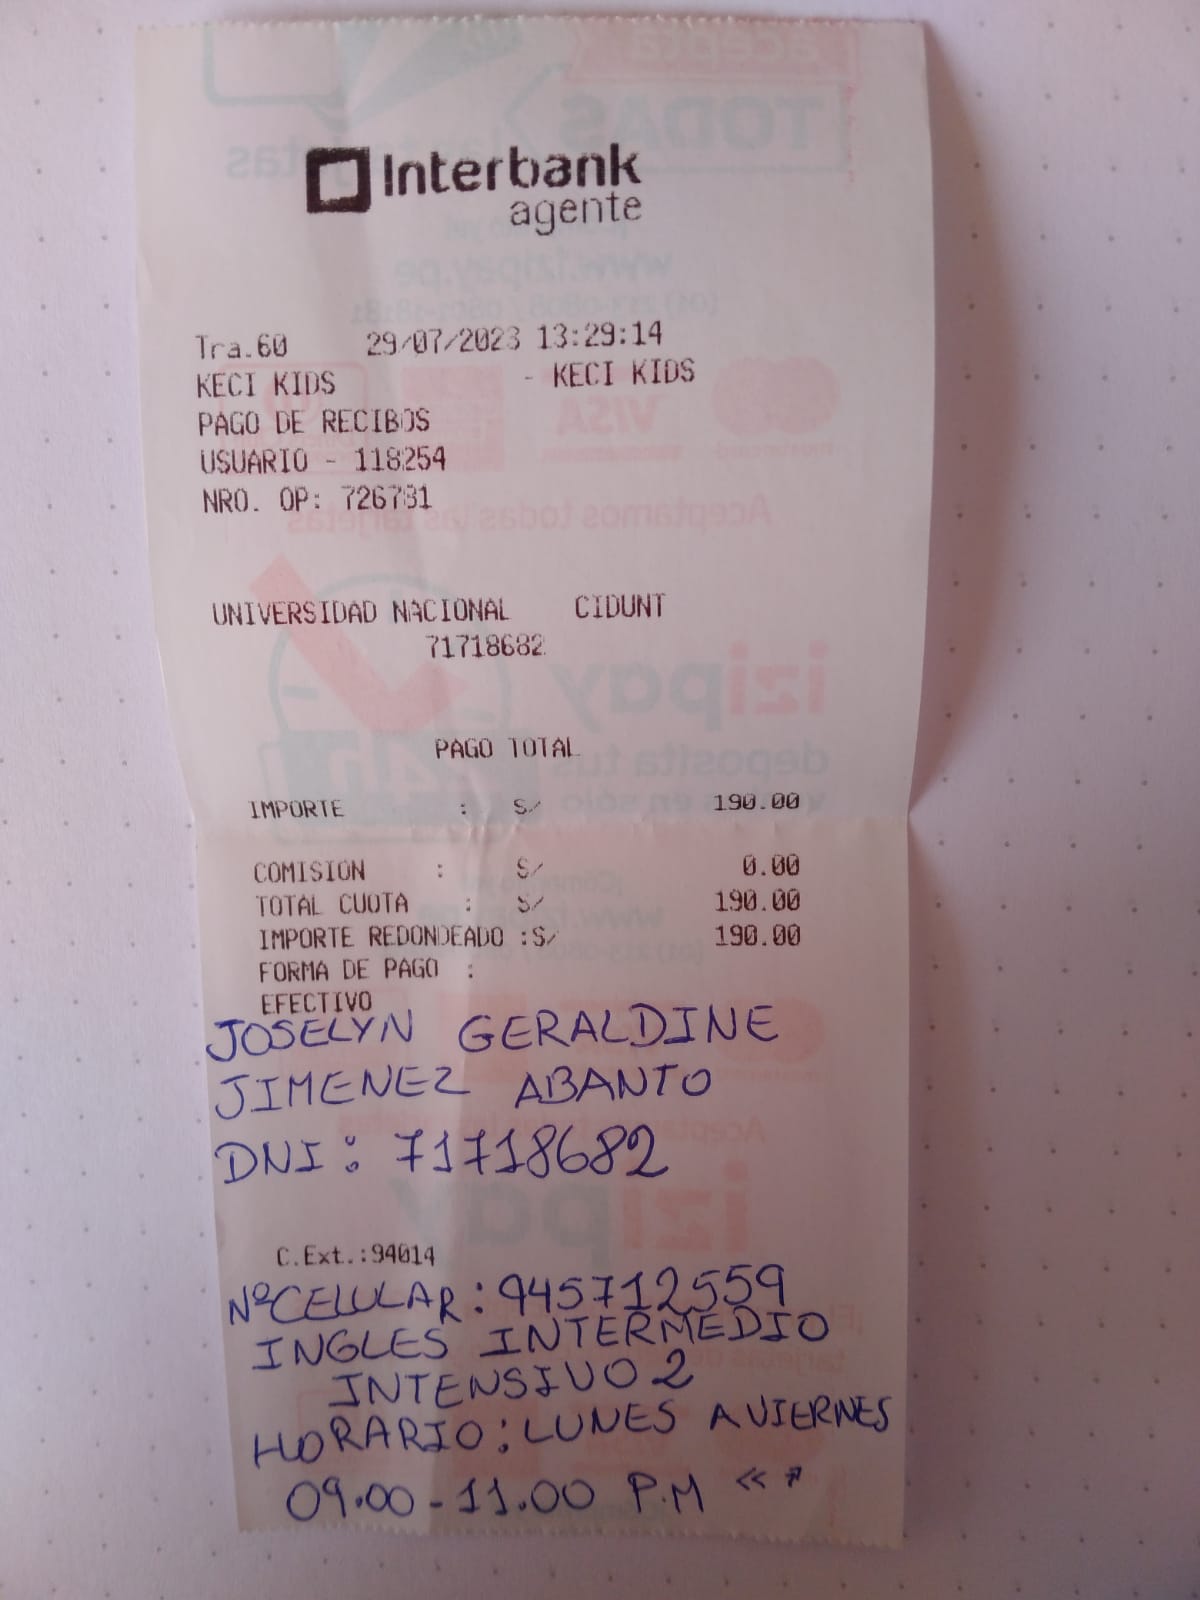 Interbank
agente
Tra.60 29/07/2023 13:29:14
KECI KIDS - KECI KIDS
PAGO DE RECIBOS
USUARIO - 118254
NRO. OP: 726731
UNIVERSIDAD NACIONAL CIDUNT
71718682
PAGO TOTAL
IMPORTE : S/ 190.00
COMISION : S/ 0.00
TOTAL CUOTA : S/ 190.00
IMPORTE REDONDEADO :S/ 190.00
FORMA DE PAGO :
EFECTIVO
JOSELYN GERALDINE
JIMENEZ ABANTO
DNI: 71718682
C.Ext.:94014
NºCELULAR: 945712559
INGLES INTERMEDIO
INTENSIVO 2
HORARIO: LUNES A VIERNES
09.00-11.00 P.M